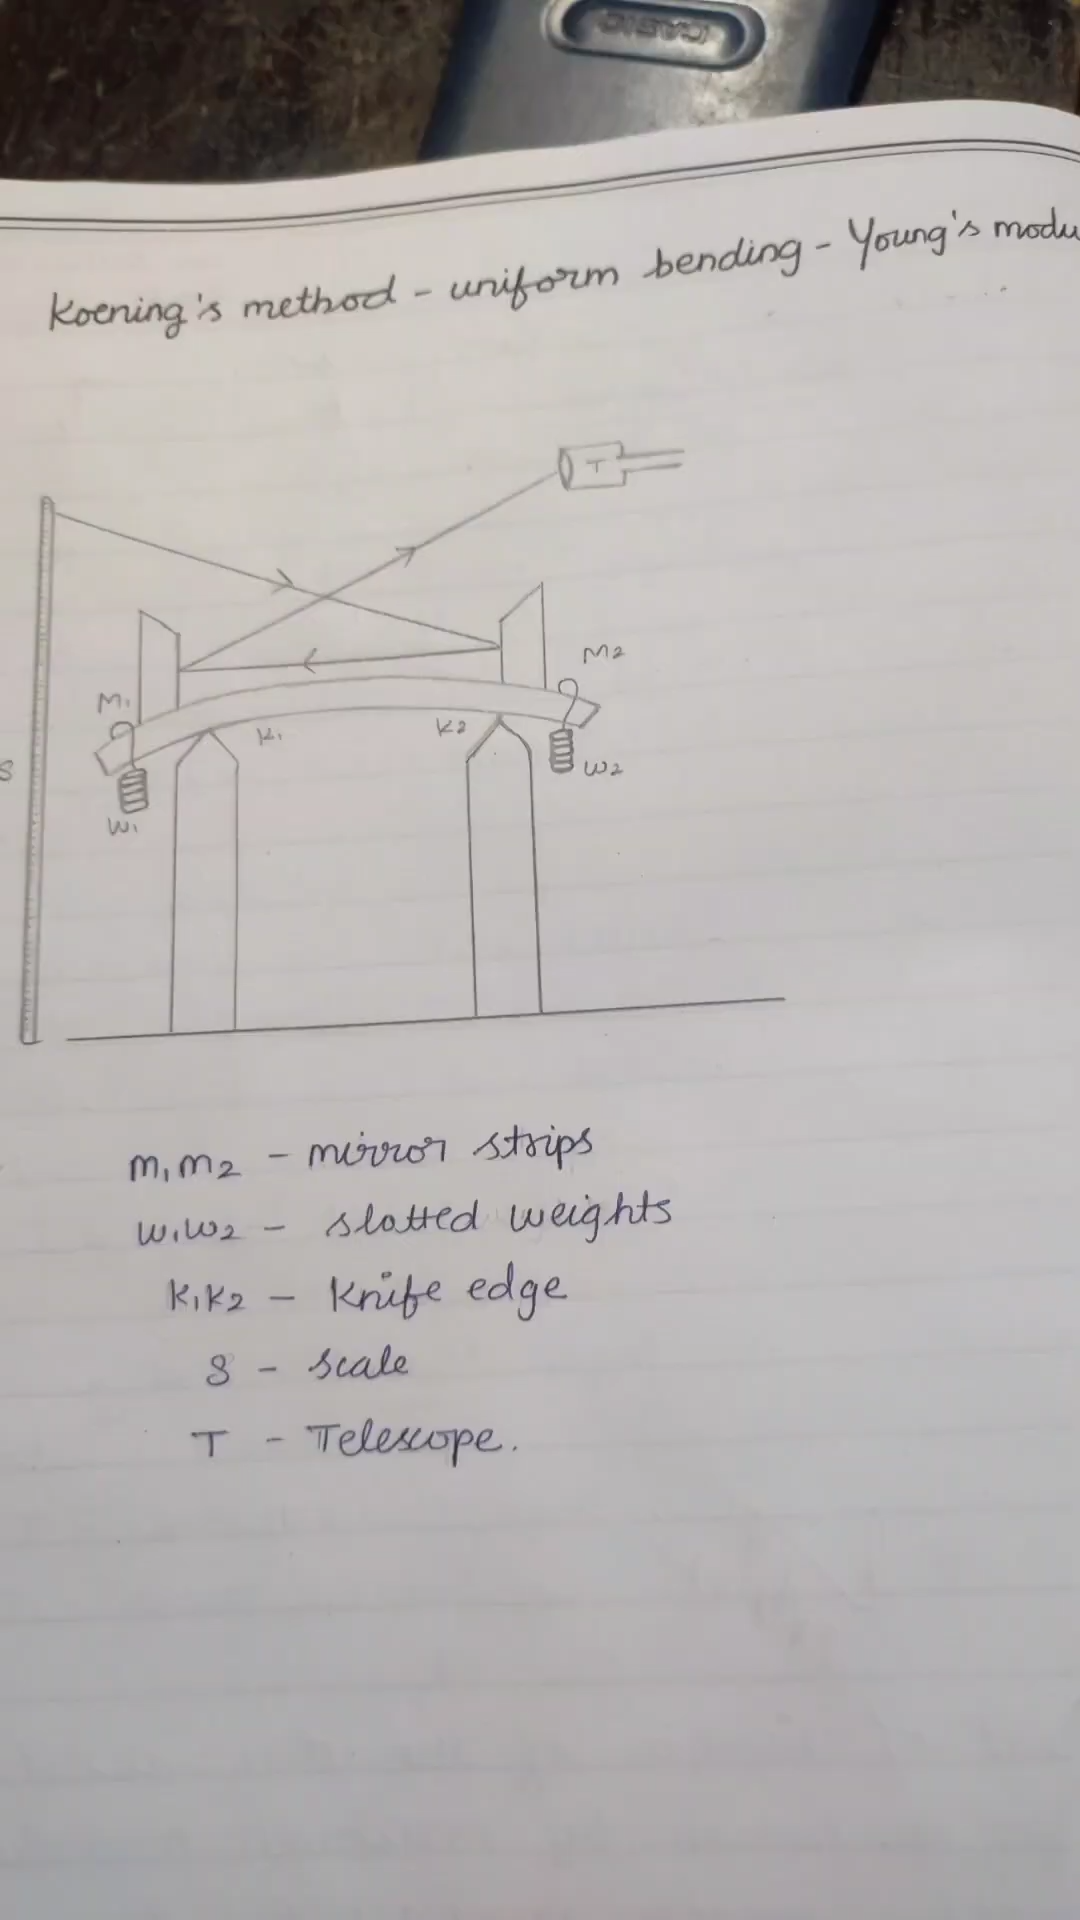 CASIO
Koening's method - uniform bending - Young's modu
T
M2
M1
K1
K2
S
W2
W1
M1M2 - mirror strips
W1W2 - slotted weights
K1K2 - Knife edge
S - scale
T - Telescope.